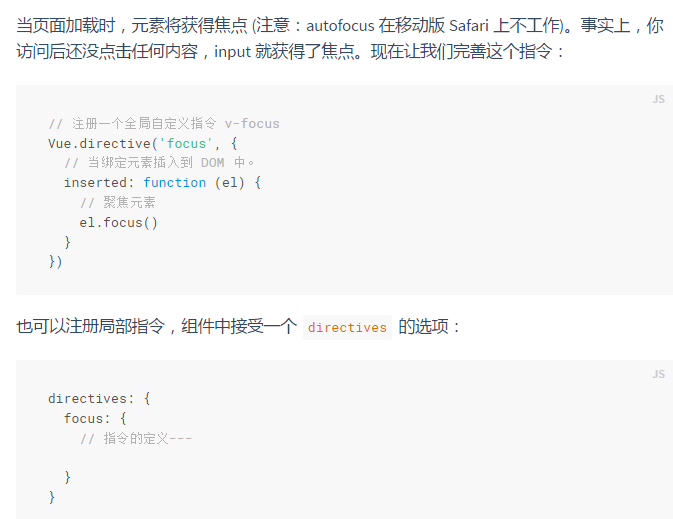 当页面加载时，元素将获得焦点 (注意：autofocus 在移动版 Safari 上不工作)。事实上，你
访问后还没点击任何内容，input 就获得了焦点。现在让我们完善这个指令：
JS
// 注册一个全局自定义指令 v-focus
Vue.directive('focus', {
  // 当绑定元素插入到 DOM 中。
  inserted: function (el) {
    // 聚焦元素
    el.focus()
  }
})
也可以注册局部指令，组件中接受一个 directives 的选项：
JS
directives: {
  focus: {
    // 指令的定义---
  }
}